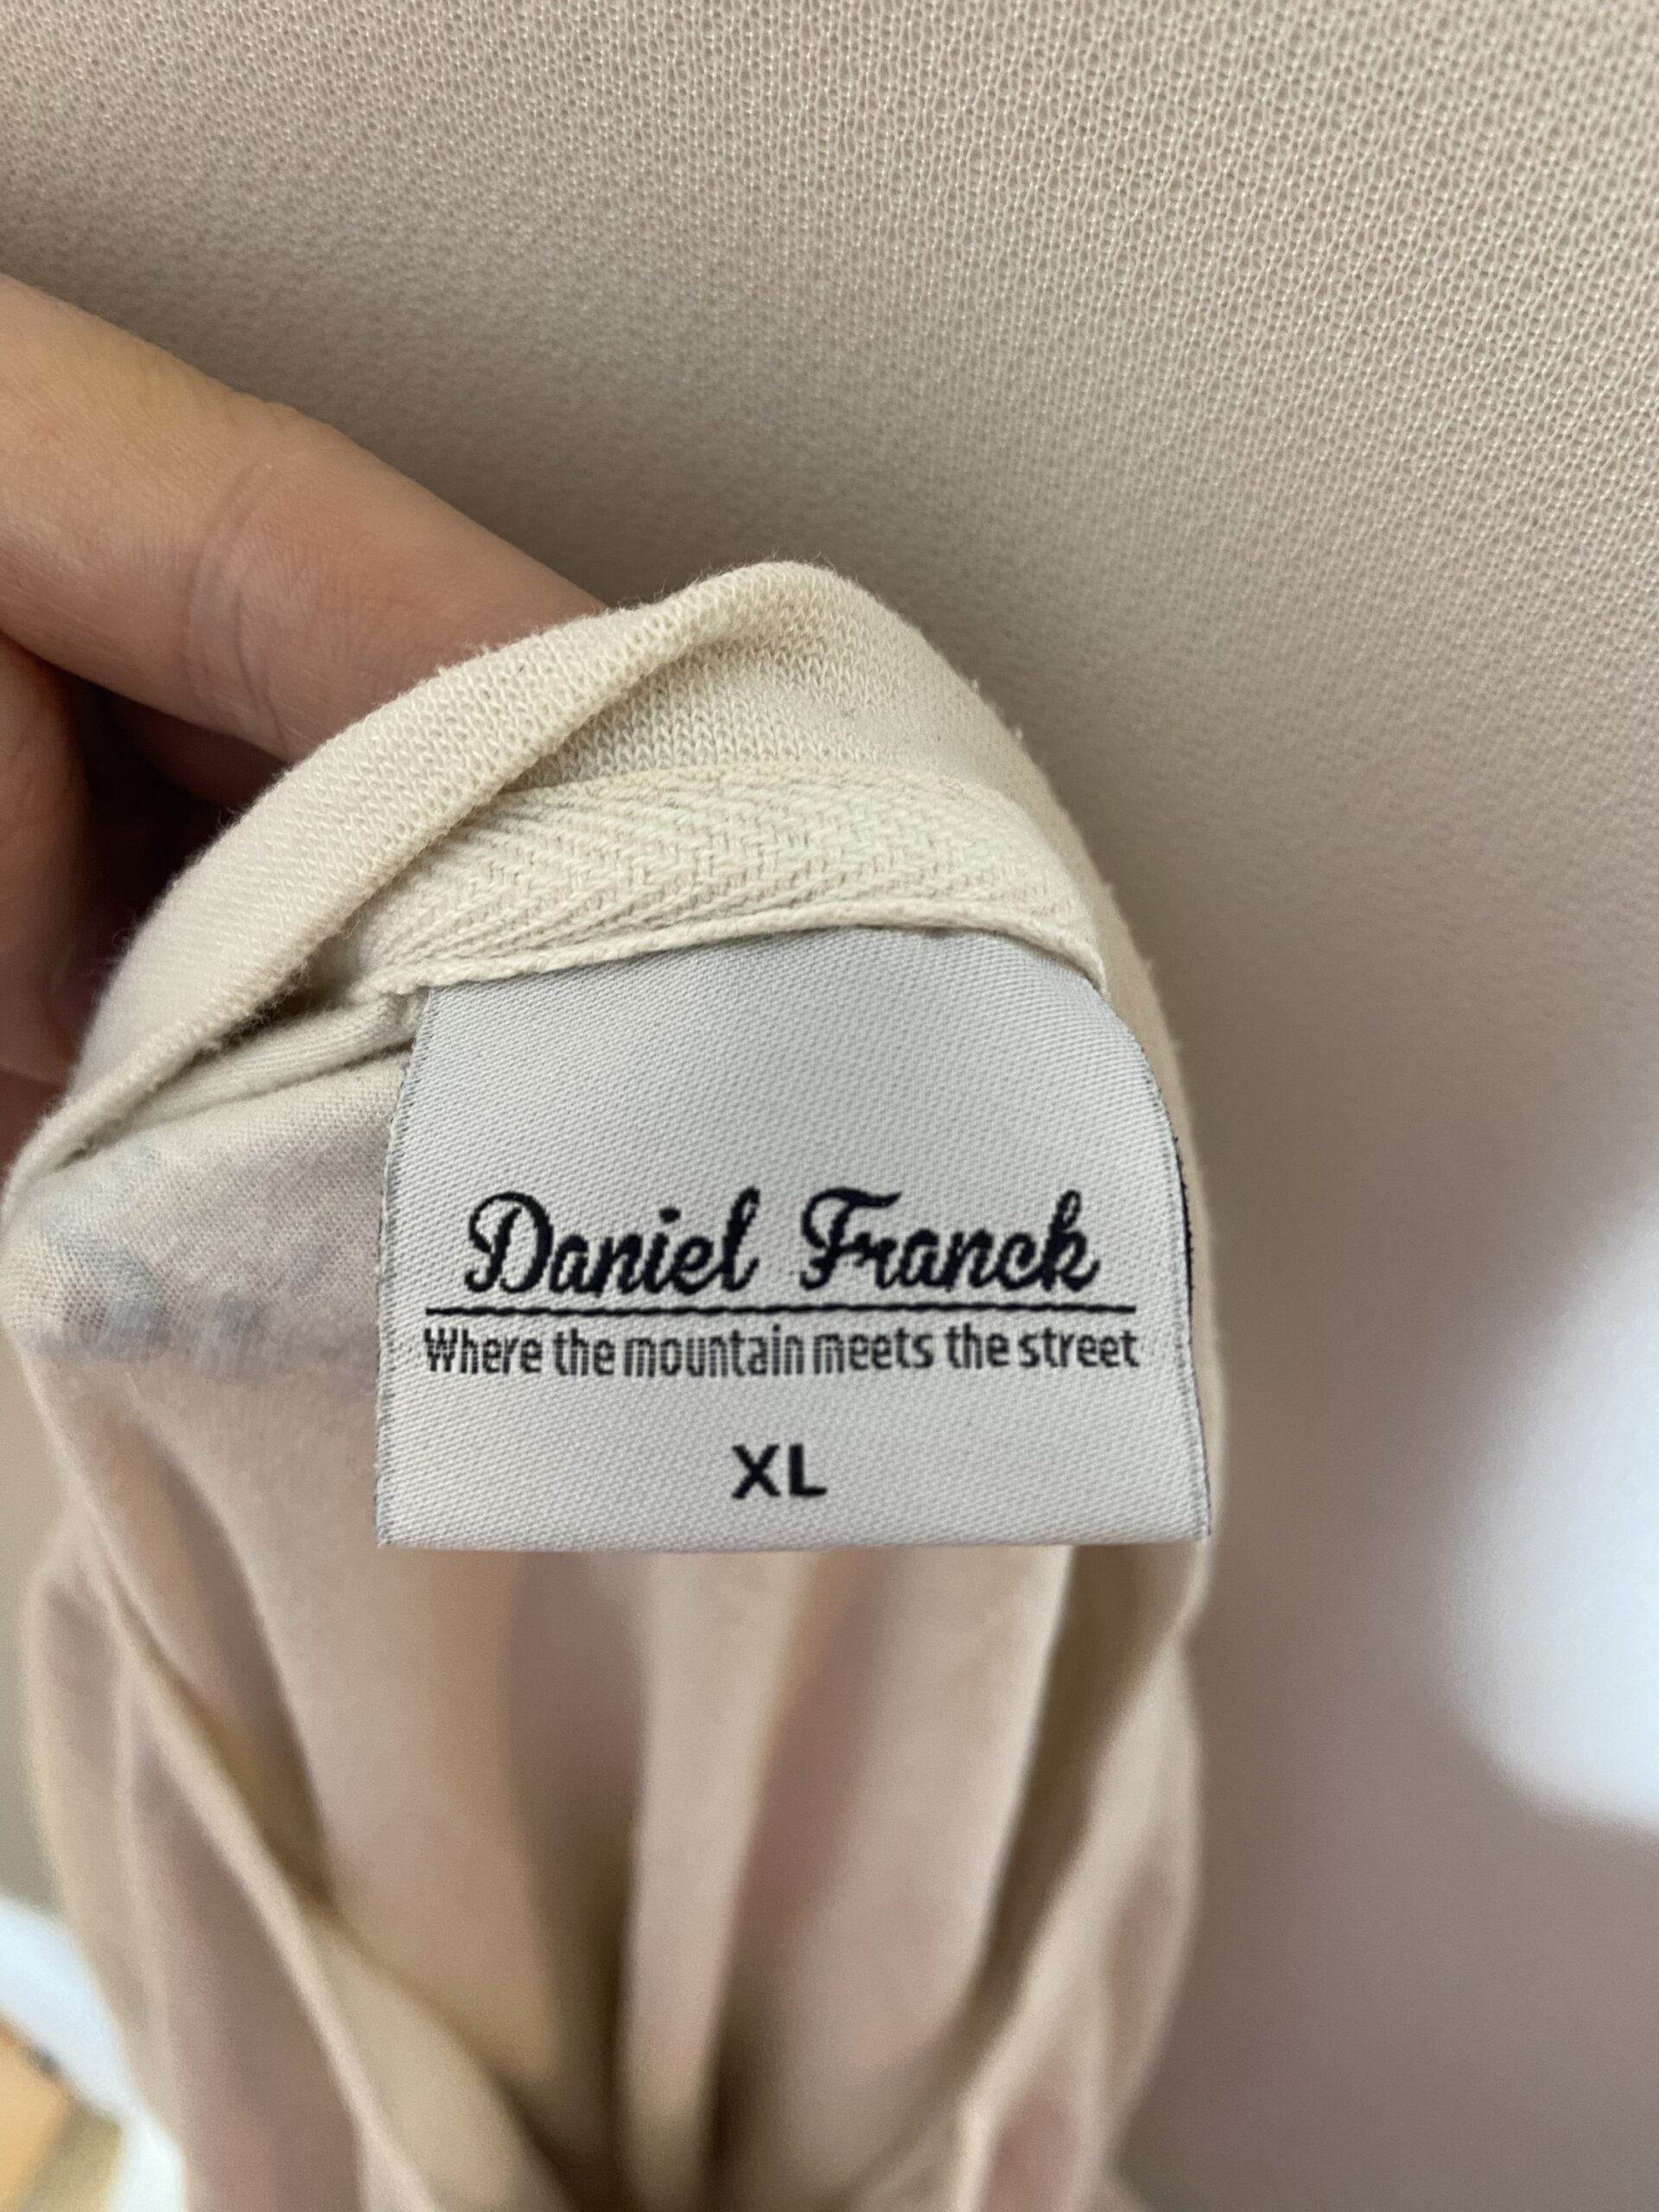 Daniel Franck
Where the mountain meets the street
XL